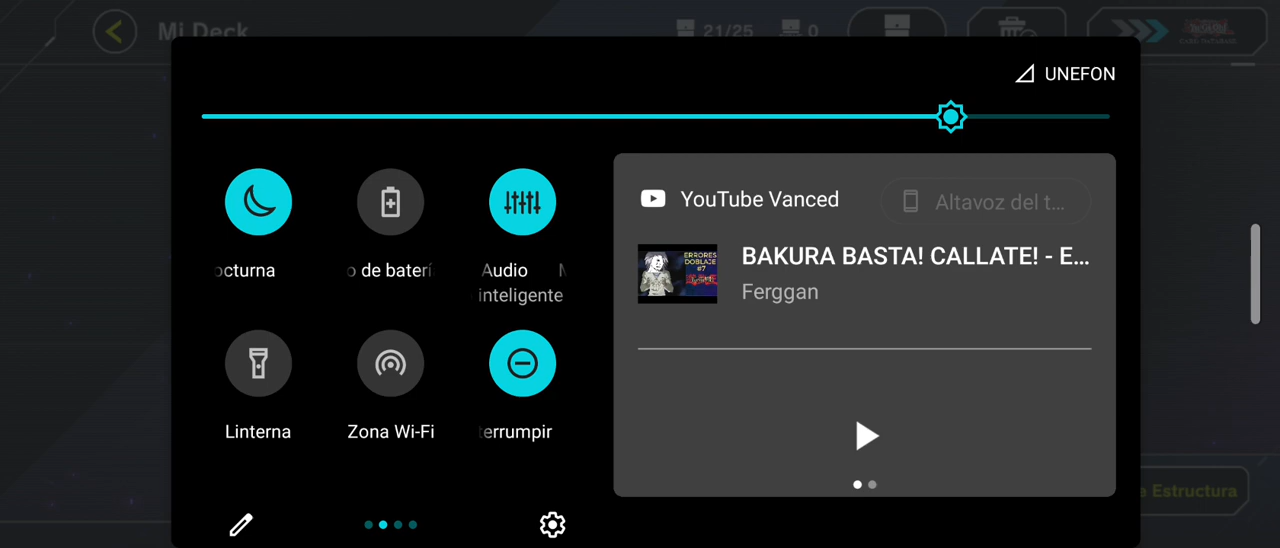 Mi Deck
21/25
0
UNEFON
octurna
o de baterí
Audio
inteligente
M
Linterna
Zona Wi-Fi
terrumpir
YouTube Vanced
Altavoz del t...
ERRORES
DOBLAJE
#7
BAKURA BASTA! CALLATE! - E...
Ferggan
e Estructura